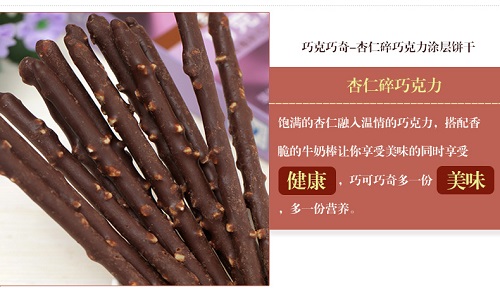 巧克巧奇-杏仁碎巧克力涂层饼干
杏仁碎巧克力
饱满的杏仁融入温情的巧克力，搭配香
脆的牛奶棒让你享受美味的同时享受
健康，巧可巧奇多一份美味
，多一份营养。